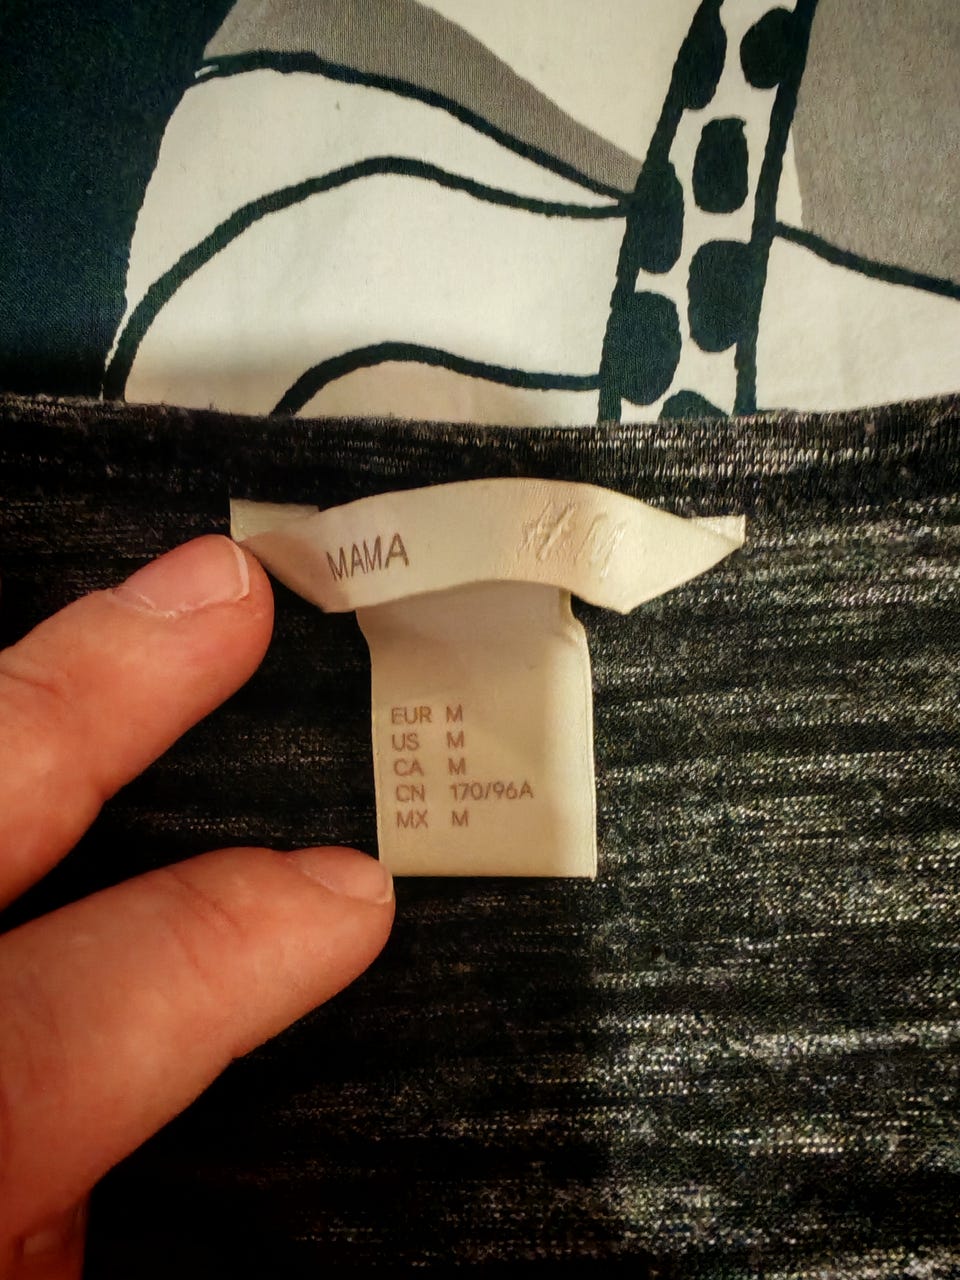 MAMA H&M
EUR M
US M
CA M
CN 170/96A
MX M